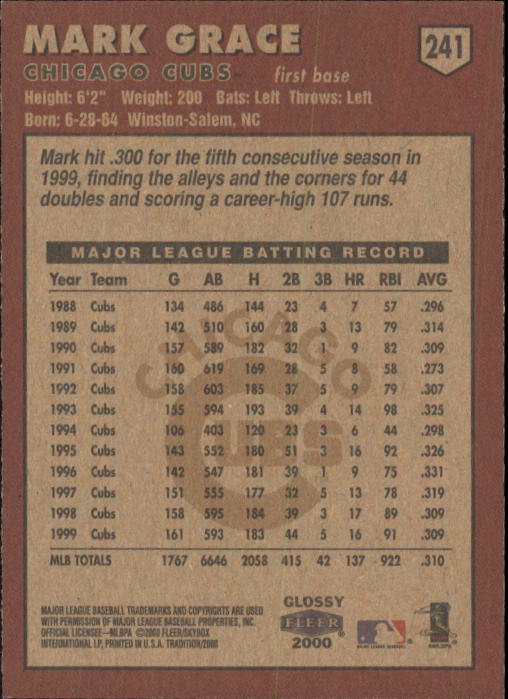 MARK GRACE
241
CHICAGO CUBS™ first base
Height: 6'2" Weight: 200 Bats: Left Throws: Left
Born: 6-28-64 Winston-Salem, NC
Mark hit .300 for the fifth consecutive season in
1999, finding the alleys and the corners for 44
doubles and scoring a career-high 107 runs.
MAJOR LEAGUE BATTING RECORD
Year Team G AB H 2B 3B HR RBI AVG
1988 Cubs 134 486 144 23 4 7 57 .296
1989 Cubs 142 510 160 28 3 13 79 .314
1990 Cubs 157 589 182 32 1 9 82 .309
1991 Cubs 160 619 169 28 5 8 58 .273
1992 Cubs 158 603 185 37 5 9 79 .307
1993 Cubs 155 594 193 39 4 14 98 .325
1994 Cubs 106 403 120 23 3 6 44 .298
1995 Cubs 143 552 180 51 3 16 92 .326
1996 Cubs 142 547 181 39 1 9 75 .331
1997 Cubs 151 555 177 32 5 13 78 .319
1998 Cubs 158 595 184 39 3 17 89 .309
1999 Cubs 161 593 183 44 5 16 91 .309
MLB TOTALS 1767 6646 2058 415 42 137 922 .310
CHICAGO
CUBS
MAJOR LEAGUE BASEBALL TRADEMARKS AND COPYRIGHTS ARE USED
WITH PERMISSION OF MAJOR LEAGUE BASEBALL PROPERTIES, INC.
OFFICIAL LICENSEE—MLBPA ©2000 FLEER/SKYBOX
INTERNATIONAL LP, PRINTED IN U.S.A. TRADITION/2000
GLOSSY
FLEER
2000